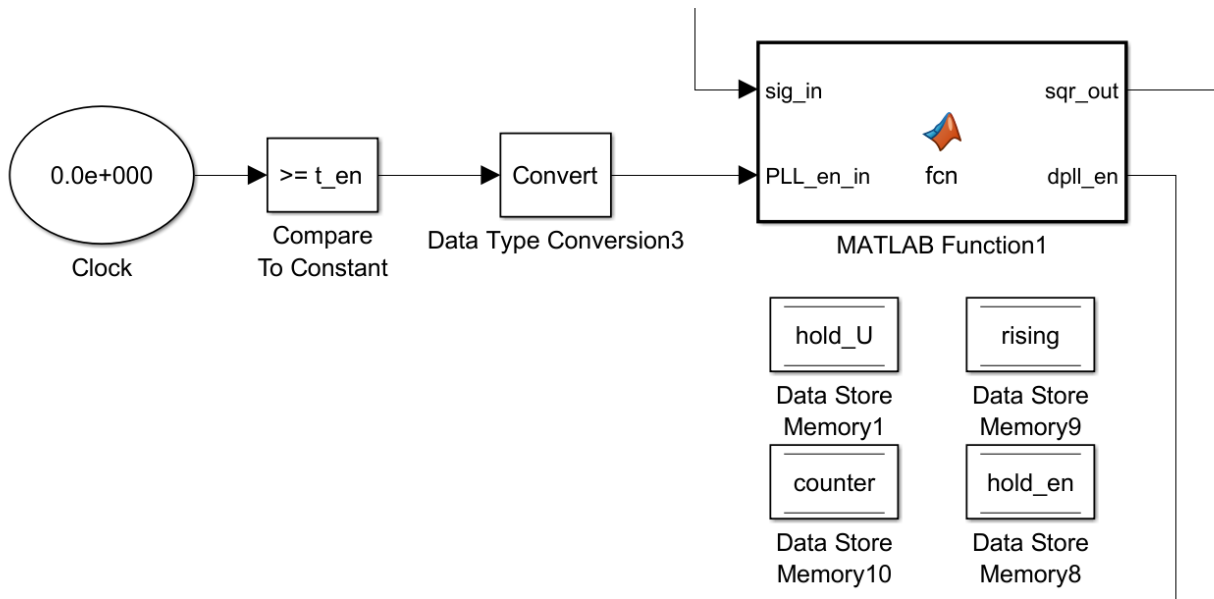 0.0e+000
Clock
>= t_en
Compare
To Constant
Convert
Data Type Conversion3
sig_in
PLL_en_in
fcn
sqr_out
dpll_en
MATLAB Function1
hold_U
Data Store
Memory1
rising
Data Store
Memory9
counter
Data Store
Memory10
hold_en
Data Store
Memory8